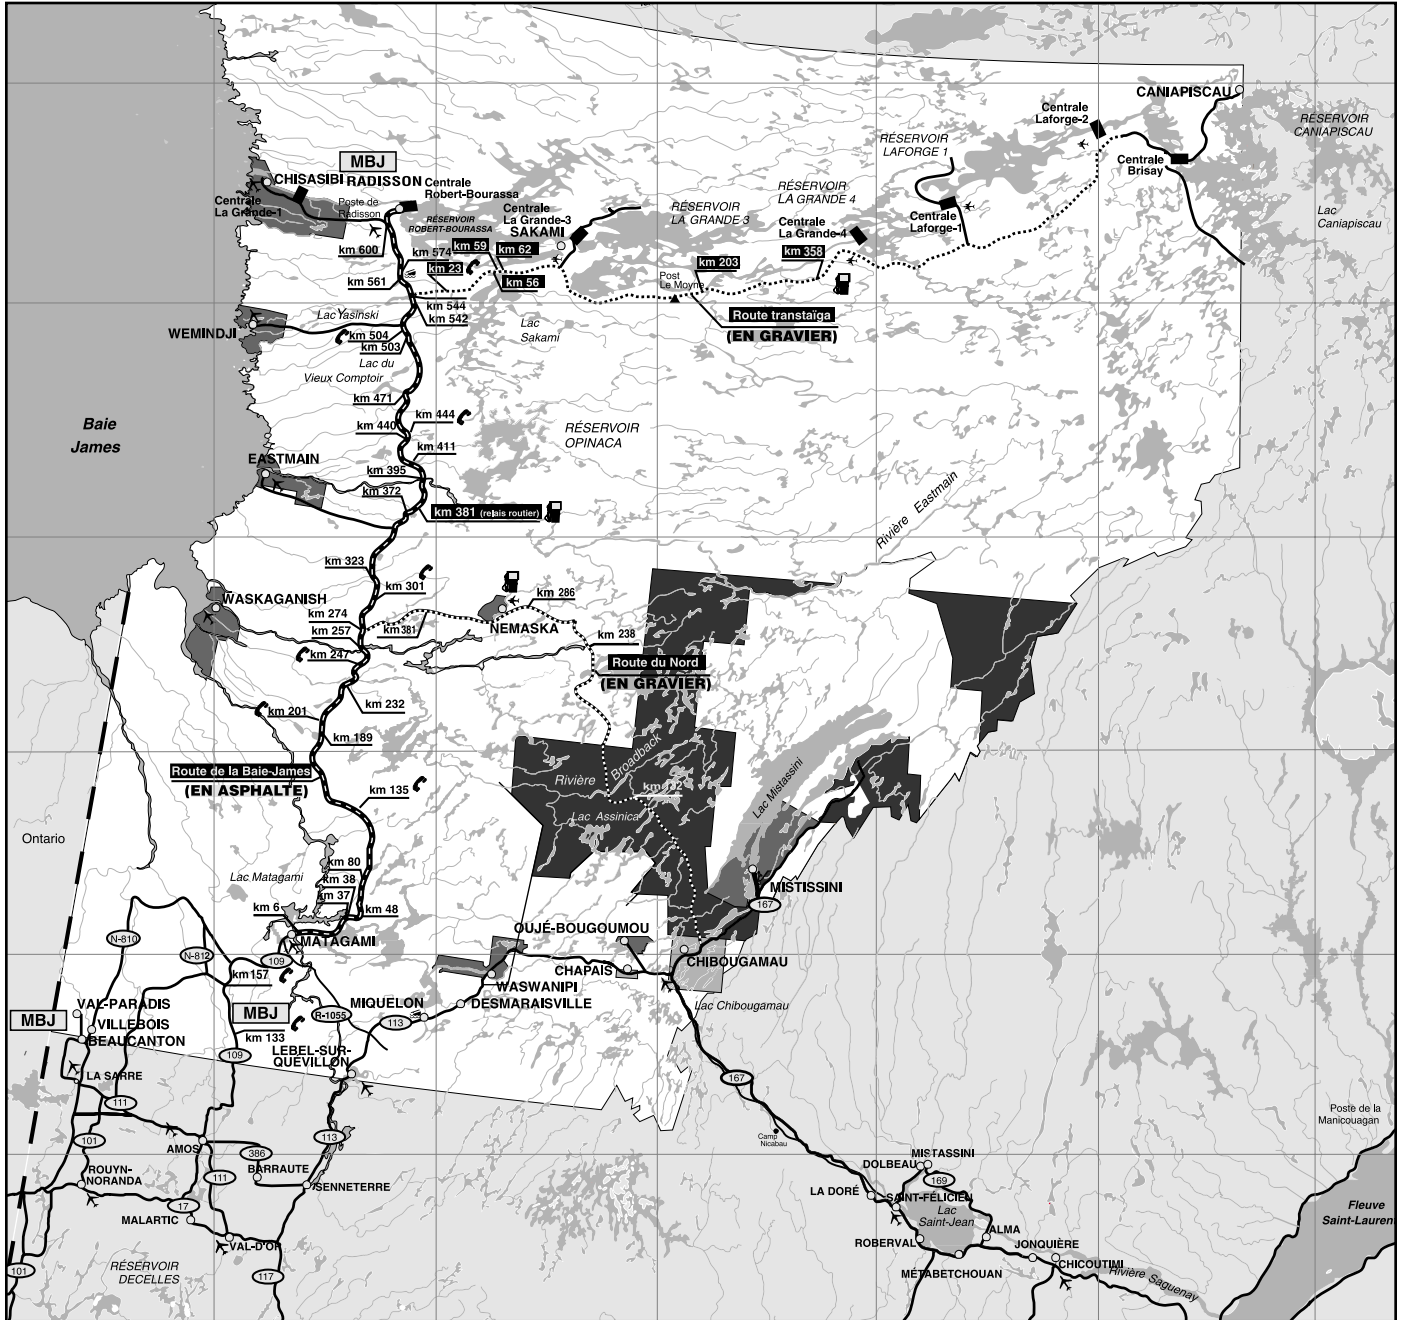 CANIAPISCAU
Centrale
Laforge-2
RÉSERVOIR
CANIAPISCAU
RÉSERVOIR
LAFORGE 1
Centrale
Brisay
MBJ
CHISASIBI
RADISSON
Centrale
Robert-Bourassa
Centrale
La Grande-1
Poste de
Radisson
RÉSERVOIR
ROBERT-BOURASSA
Centrale
La Grande-3
SAKAMI
RÉSERVOIR
LA GRANDE 3
RÉSERVOIR
LA GRANDE 4
Centrale
La Grande-4
Centrale
Laforge-1
Lac
Caniapiscau
km 600
km 574
km 59
km 62
km 23
km 56
km 203
km 358
km 561
Post
Le Moyne
km 544
km 542
Route transtaïga
(EN GRAVIER)
Lac Yasinski
WEMINDJI
km 504
km 503
Lac
Sakami
Lac du
Vieux Comptoir
km 471
km 444
km 440
RÉSERVOIR
OPINACA
Baie
James
km 411
EASTMAIN
km 395
km 372
km 381 (relais routier)
Rivière Eastmain
km 323
km 301
WASKAGANISH
km 286
km 274
km 257
km 381
NEMASKA
km 238
km 247
Route du Nord
(EN GRAVIER)
km 232
km 201
km 189
Route de la Baie-James
(EN ASPHALTE)
km 135
Rivière Broadback
km 132
Lac Assinica
Lac Mistassini
Ontario
km 80
km 38
km 37
km 48
km 6
Lac Matagami
MATAGAMI
MISTISSINI
167
OUJÉ-BOUGOUMOU
CHIBOUGAMAU
CHAPAIS
Lac Chibougamau
N-810
N-812
109
km 157
WASWANIPI
DESMARAISVILLE
MIQUELON
113
VAL-PARADIS
MBJ
MBJ
R-1055
VILLEBOIS
BEAUCANTON
km 133
109
LEBEL-SUR-
QUÉVILLON
LA SARRE
111
167
Camp
Nicabau
Poste de la
Manicouagan
101
AMOS
386
113
ROUYN-
NORANDA
111
BARRAUTE
SENNETERRE
17
MALARTIC
VAL-D'OR
117
101
RÉSERVOIR
DECELLES
MISTASSINI
DOLBEAU
169
LA DORÉ
SAINT-FÉLICIEN
Lac
Saint-Jean
ALMA
ROBERVAL
JONQUIÈRE
CHICOUTIMI
MÉTABETCHOUAN
Rivière Saguenay
Fleuve
Saint-Lauren